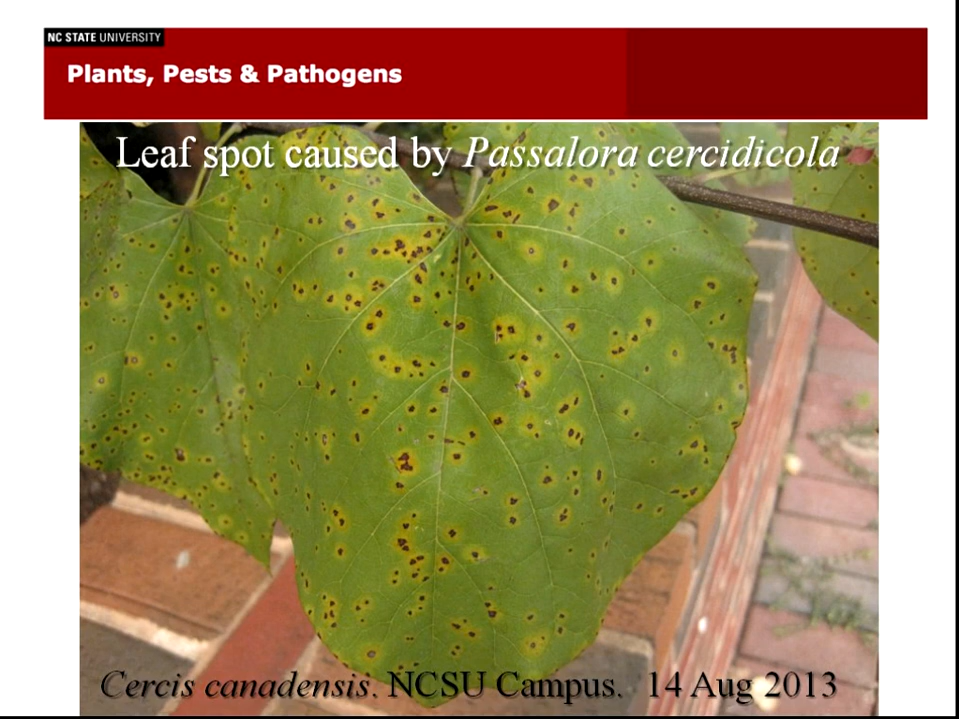 NC STATE UNIVERSITY
Plants, Pests & Pathogens
Leaf spot caused by Passalora cercidicola
Cercis canadensis. NCSU Campus.  14 Aug 2013